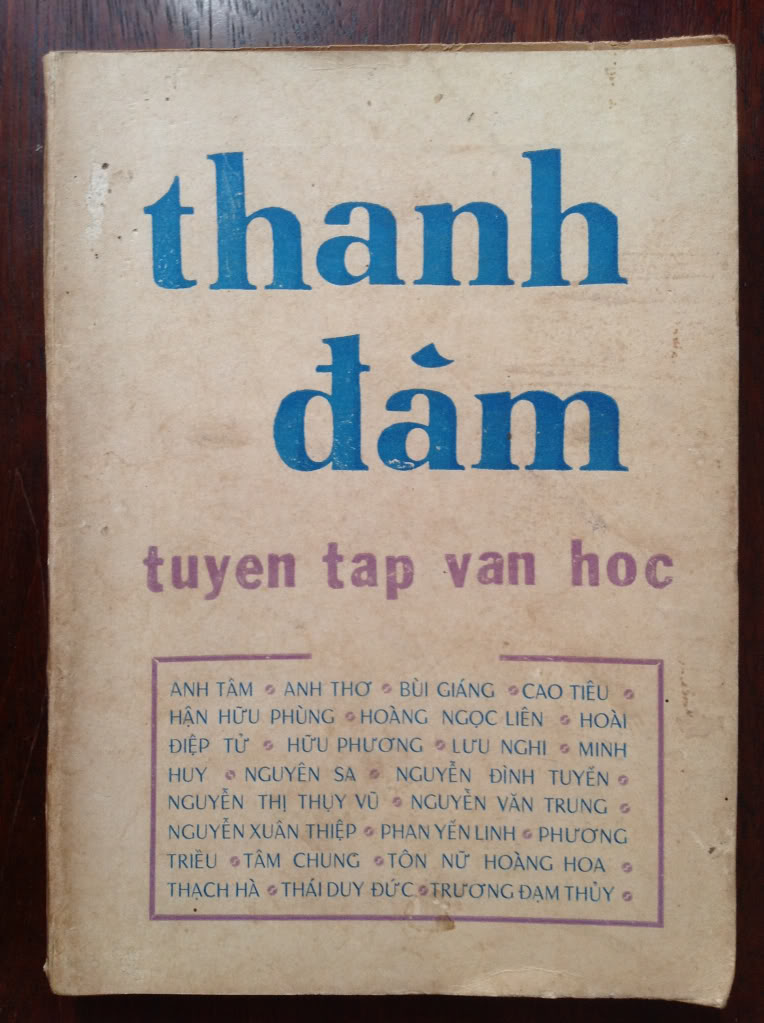 thanh
đàm
tuyen tap van hoc
ANH TÂM • ANH THƠ • BÙI GIÁNG • CAO TIÊU •
HẬN HỮU PHÙNG • HOÀNG NGỌC LIÊN • HOÀI
ĐIỆP TỬ • HỮU PHƯƠNG • LƯU NGHI • MINH
HUY • NGUYÊN SA • NGUYỄN ĐÌNH TUYẾN •
NGUYỄN THỊ THỤY VŨ • NGUYỄN VĂN TRUNG •
NGUYỄN XUÂN THIỆP • PHAN YẾN LINH • PHƯƠNG
TRIỀU • TÂM CHUNG • TÔN NỮ HOÀNG HOA •
THẠCH HÀ • THÁI DUY ĐỨC • TRƯƠNG ĐẠM THỦY •